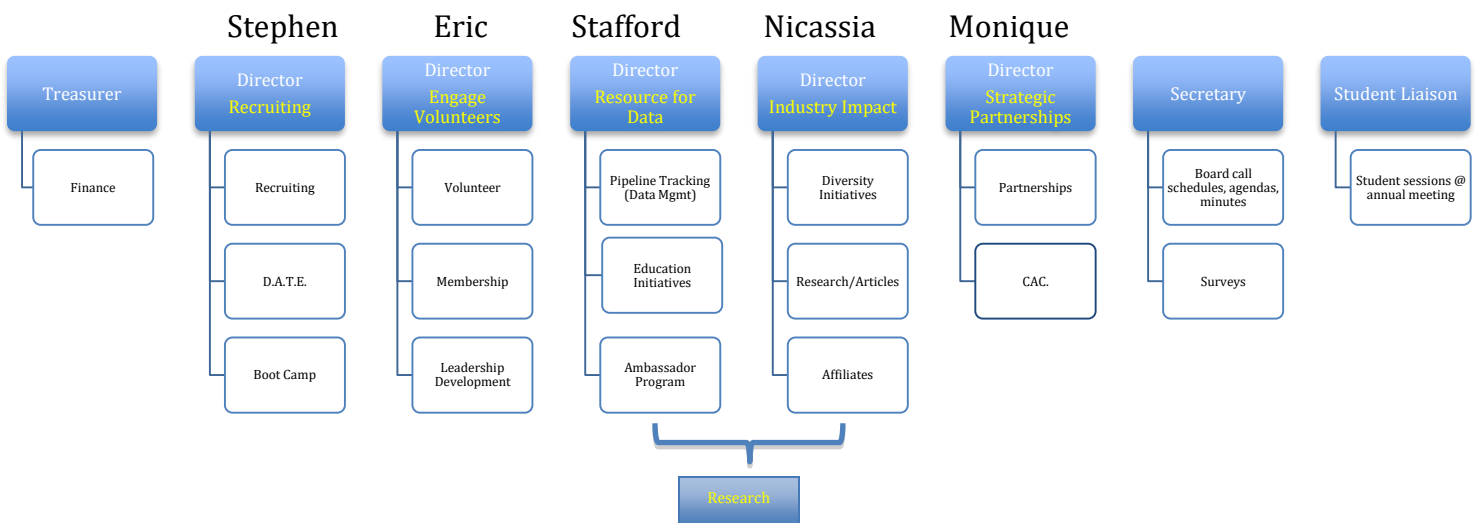 Stephen
Eric
Stafford
Nicassia
Monique
Treasurer
Finance
Director
Recruiting
Recruiting
D.A.T.E.
Boot Camp
Director
Engage
Volunteers
Volunteer
Membership
Leadership
Development
Director
Resource for
Data
Pipeline Tracking
(Data Mgmt)
Education
Initiatives
Ambassador
Program
Director
Industry Impact
Diversity
Initiatives
Research/Articles
Affiliates
Director
Strategic
Partnerships
Partnerships
CAC.
Secretary
Board call
schedules, agendas,
minutes
Surveys
Student Liaison
Student sessions @
annual meeting
Research